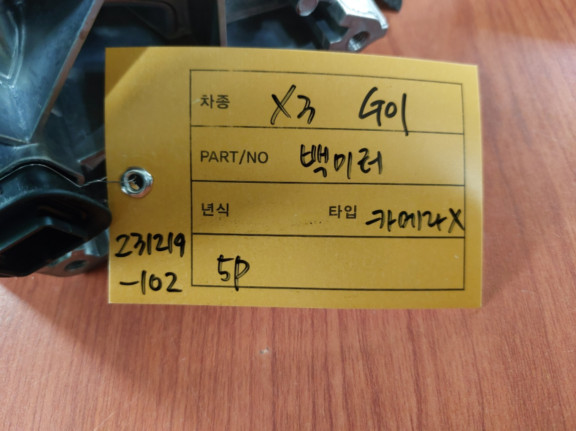 차종 X3 G01
PART/NO 백미러
년식 타입 카메라X
231219
-102
5P